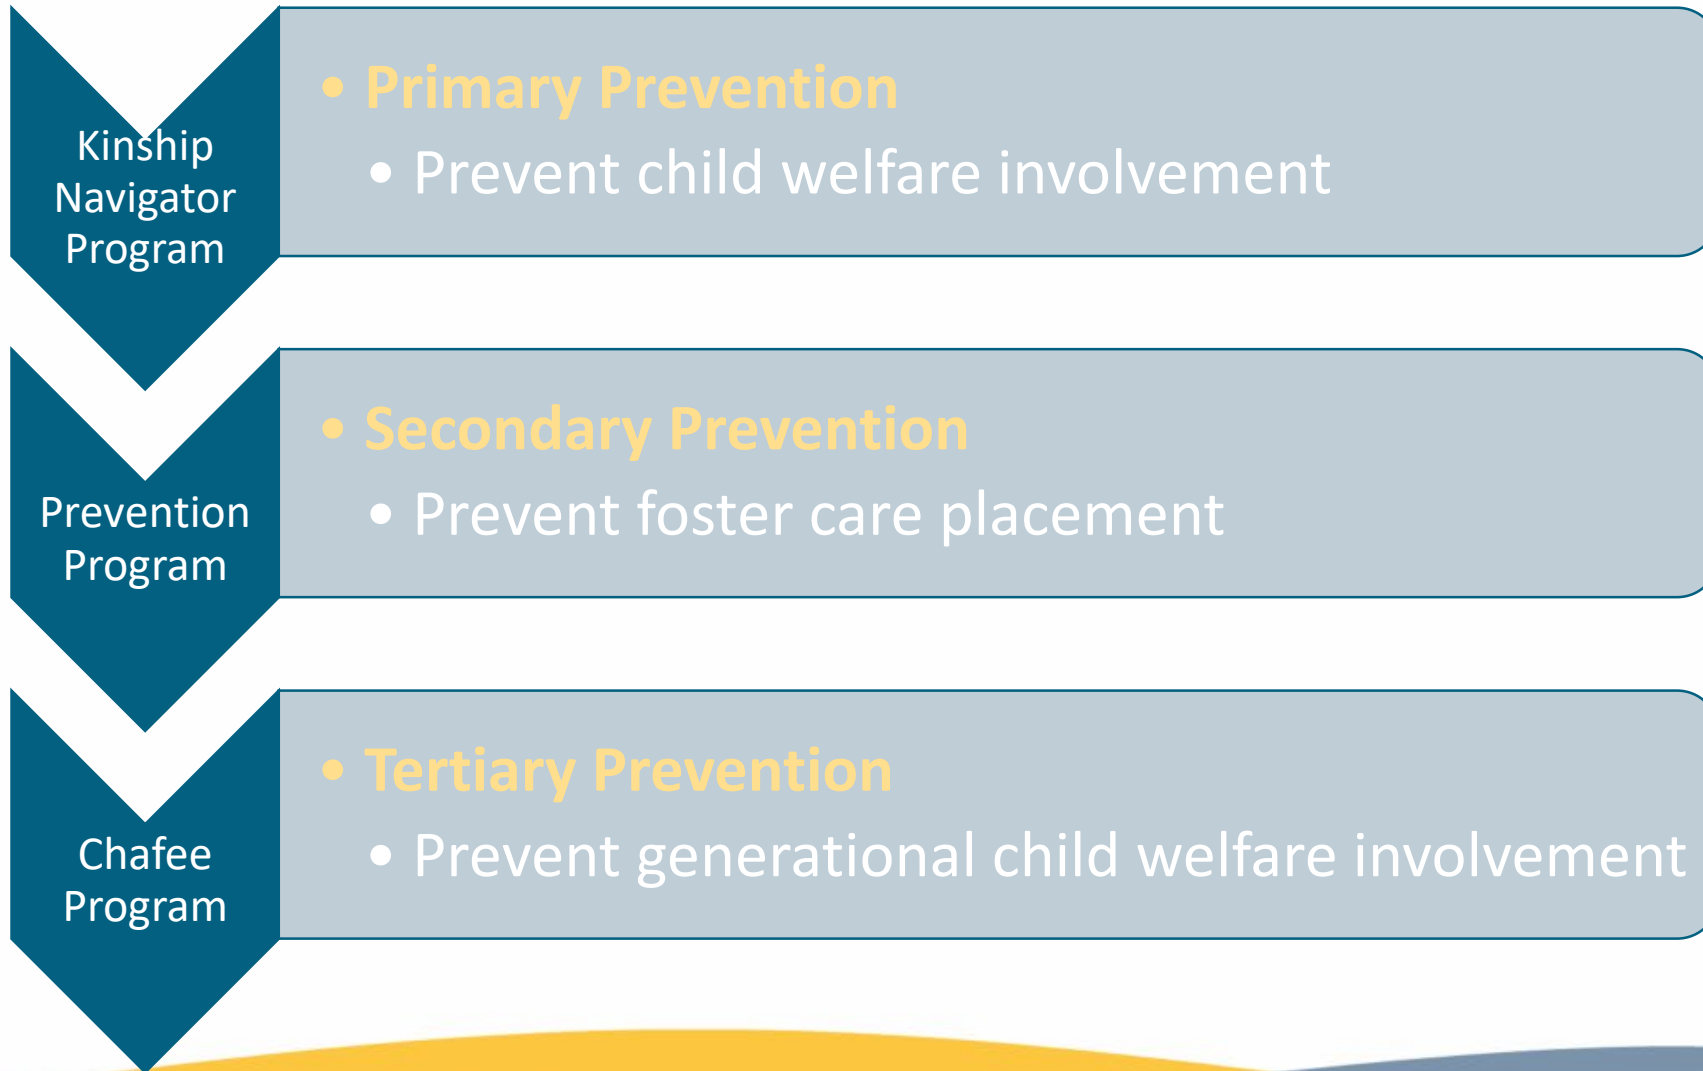 Kinship
Navigator
Program
• Primary Prevention
• Prevent child welfare involvement
Prevention
Program
• Secondary Prevention
• Prevent foster care placement
Chafee
Program
• Tertiary Prevention
• Prevent generational child welfare involvement